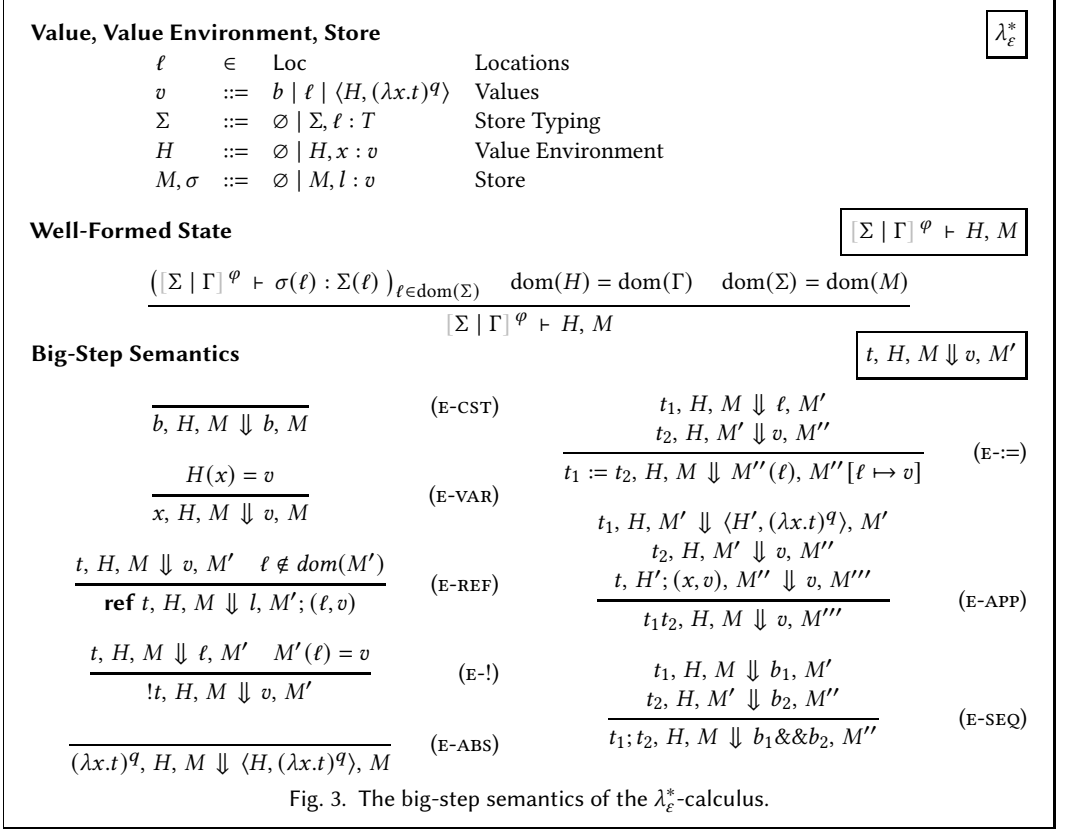 Value, Value Environment, Store
λ*ε
ℓ ∈ Loc Locations
v ::= b | ℓ | ⟨H, (λx.t)^q⟩ Values
Σ ::= ∅ | Σ, ℓ : T Store Typing
H ::= ∅ | H, x : v Value Environment
M, σ ::= ∅ | M, l : v Store
Well-Formed State
[Σ | Γ]^φ ⊢ H, M
([Σ | Γ]^φ ⊢ σ(ℓ) : Σ(ℓ) )_{ℓ∈dom(Σ)} dom(H) = dom(Γ) dom(Σ) = dom(M)
[Σ | Γ]^φ ⊢ H, M
Big-Step Semantics
t, H, M ⇓ v, M′
b, H, M ⇓ b, M
(E-CST)
H(x) = v
x, H, M ⇓ v, M
(E-VAR)
t, H, M ⇓ v, M′ ℓ ∉ dom(M′)
ref t, H, M ⇓ l, M′; (ℓ, v)
(E-REF)
t, H, M ⇓ ℓ, M′ M′(ℓ) = v
!t, H, M ⇓ v, M′
(E-!)
(λx.t)^q, H, M ⇓ ⟨H, (λx.t)^q⟩, M
(E-ABS)
t₁, H, M ⇓ ℓ, M′
t₂, H, M′ ⇓ v, M′′
t₁ := t₂, H, M ⇓ M′′(ℓ), M′′[ℓ ↦ v]
(E-:=)
t₁, H, M′ ⇓ ⟨H′, (λx.t)^q⟩, M′
t₂, H, M′ ⇓ v, M′′
t, H′; (x, v), M′′ ⇓ v, M′′′
t₁t₂, H, M ⇓ v, M′′′
(E-APP)
t₁, H, M ⇓ b₁, M′
t₂, H, M′ ⇓ b₂, M′′
t₁; t₂, H, M ⇓ b₁&&b₂, M′′
(E-SEQ)
Fig. 3. The big-step semantics of the λ*ε-calculus.